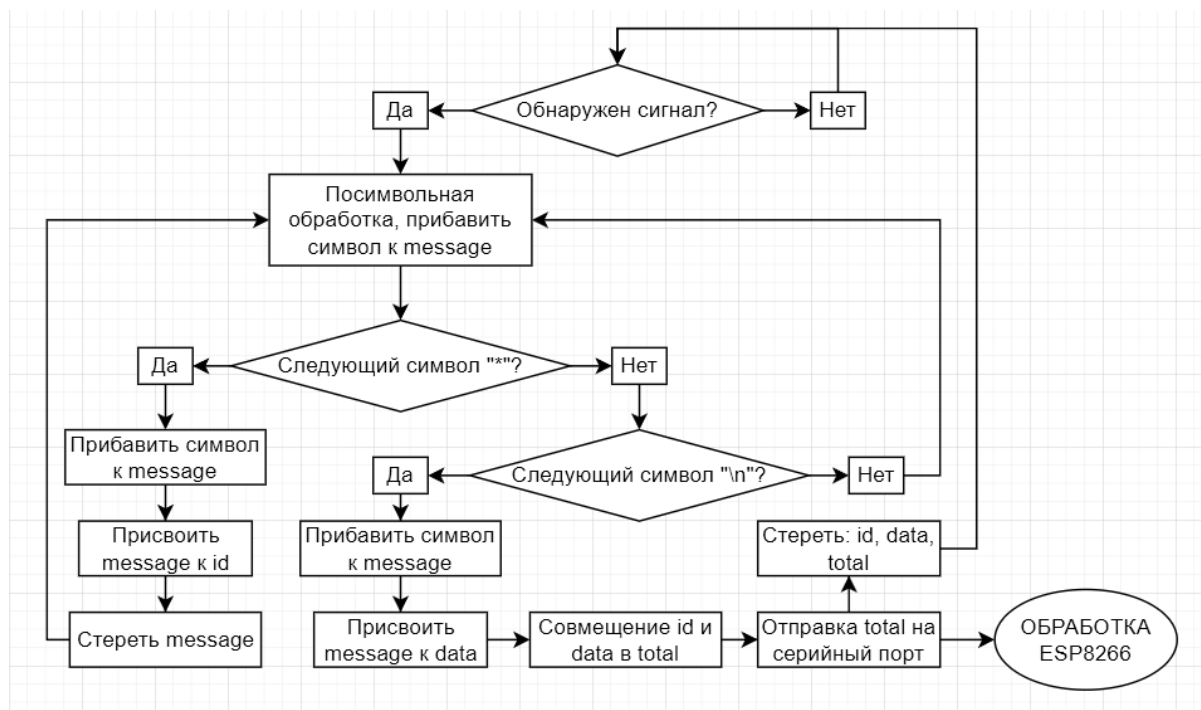 Обнаружен сигнал?
Да
Нет
Посимвольная
обработка, прибавить
символ к message
Следующий символ "*"?
Да
Нет
Прибавить символ
к message
Следующий символ "\n"?
Да
Нет
Присвоить
message к id
Прибавить символ
к message
Стереть: id, data,
total
Стереть message
Присвоить
message к data
Совмещение id и
data в total
Отправка total на
серийный порт
ОБРАБОТКА
ESP8266